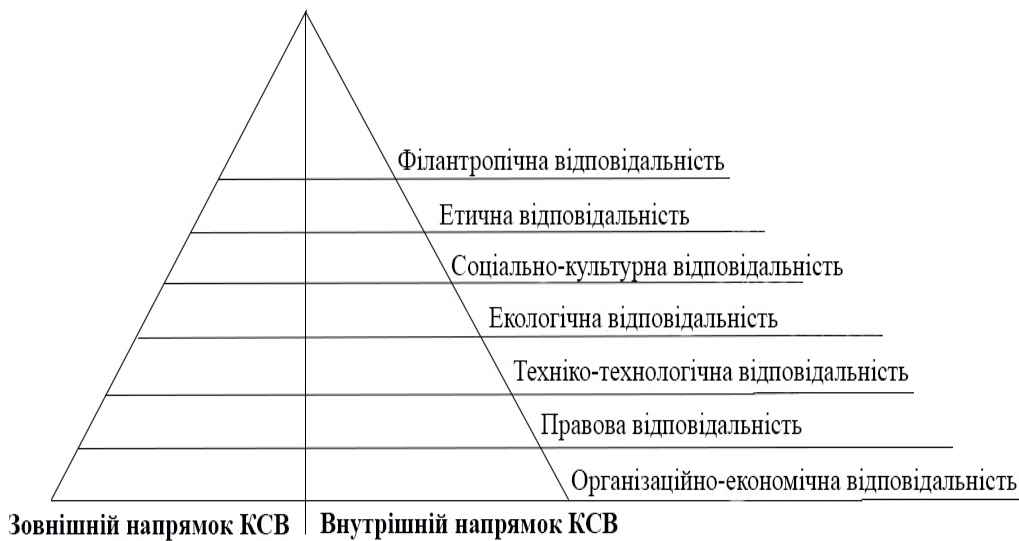 Філантропічна відповідальність
Етична відповідальність
Соціально-культурна відповідальність
Екологічна відповідальність
Техніко-технологічна відповідальність
Правова відповідальність
Організаційно-економічна відповідальність
Зовнішній напрямок КСВ
Внутрішній напрямок КСВ